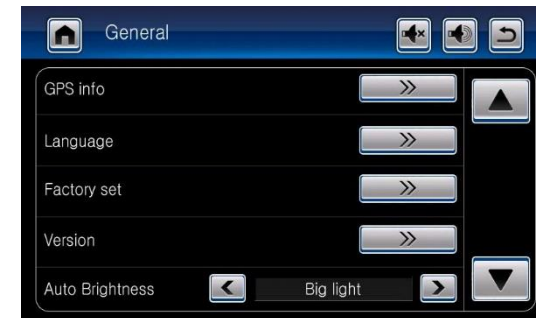 General
GPS info
Language
Factory set
Version
Auto Brightness Big light